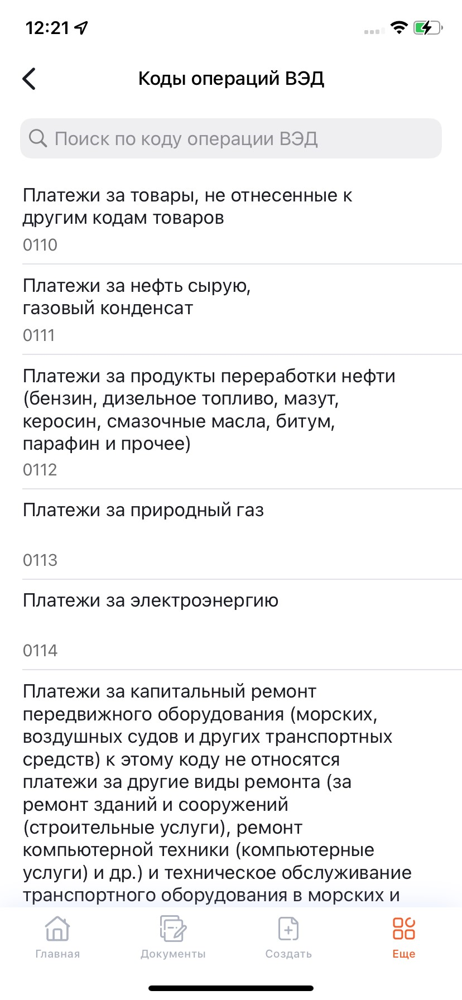 12:21
Коды операций ВЭД
Поиск по коду операции ВЭД
Платежи за товары, не отнесенные к
другим кодам товаров
0110
Платежи за нефть сырую,
газовый конденсат
0111
Платежи за продукты переработки нефти
(бензин, дизельное топливо, мазут,
керосин, смазочные масла, битум,
парафин и прочее)
0112
Платежи за природный газ
0113
Платежи за электроэнергию
0114
Платежи за капитальный ремонт
передвижного оборудования (морских,
воздушных судов и других транспортных
средств) к этому коду не относятся
платежи за другие виды ремонта (за
ремонт зданий и сооружений
(строительные услуги), ремонт
компьютерной техники (компьютерные
услуги) и др.) и техническое обслуживание
транспортного оборудования в морских и
Главная
Документы
Создать
Еще